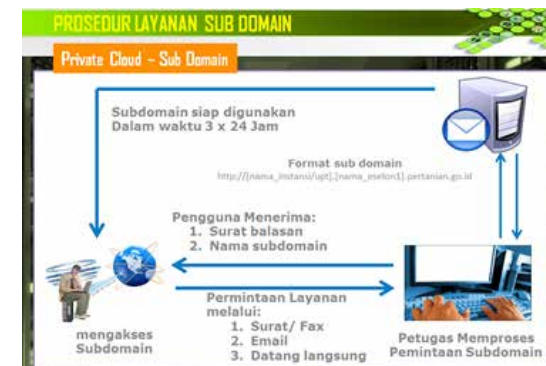 PROSEDUR LAYANAN SUB DOMAIN
Private Cloud – Sub Domain
Subdomain siap digunakan
Dalam waktu 3 x 24 Jam
Format sub domain
http://[nama_instansi/upt].[nama_eselon1].pertanian.go.id
Pengguna Menerima:
1. Surat balasan
2. Nama subdomain
Permintaan Layanan
melalui:
1. Surat/ Fax
2. Email
3. Datang langsung
mengakses
Subdomain
Petugas Memproses
Pemintaan Subdomain